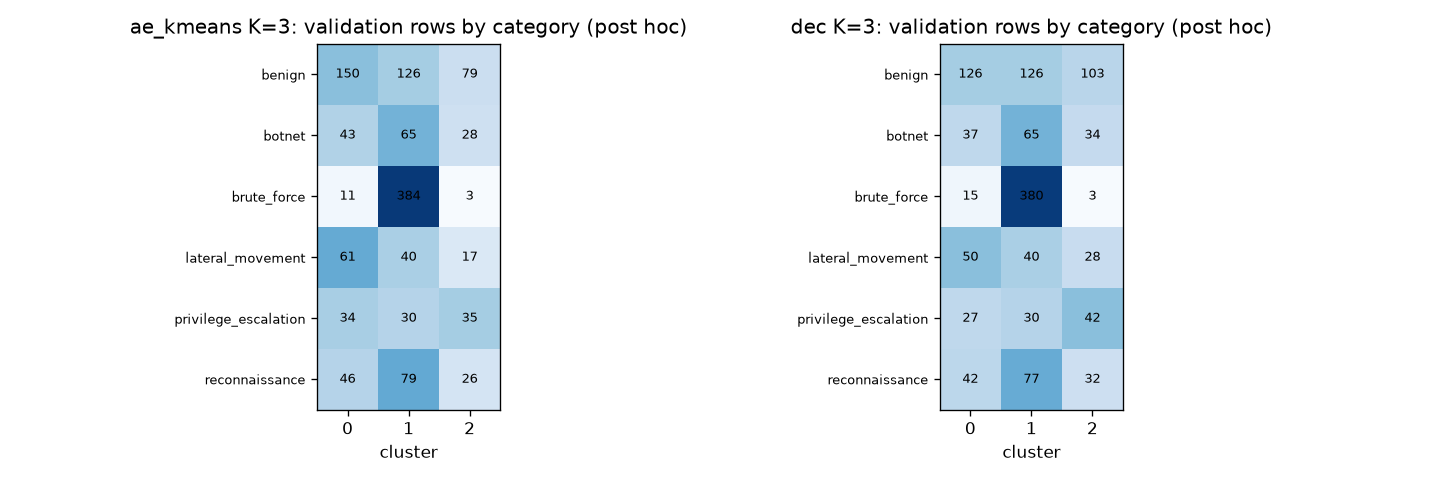 ae_kmeans K=3: validation rows by category (post hoc)
benign 150 126 79
botnet 43 65 28
brute_force 11 384 3
lateral_movement 61 40 17
privilege_escalation 34 30 35
reconnaissance 46 79 26
0 1 2
cluster
dec K=3: validation rows by category (post hoc)
benign 126 126 103
botnet 37 65 34
brute_force 15 380 3
lateral_movement 50 40 28
privilege_escalation 27 30 42
reconnaissance 42 77 32
0 1 2
cluster